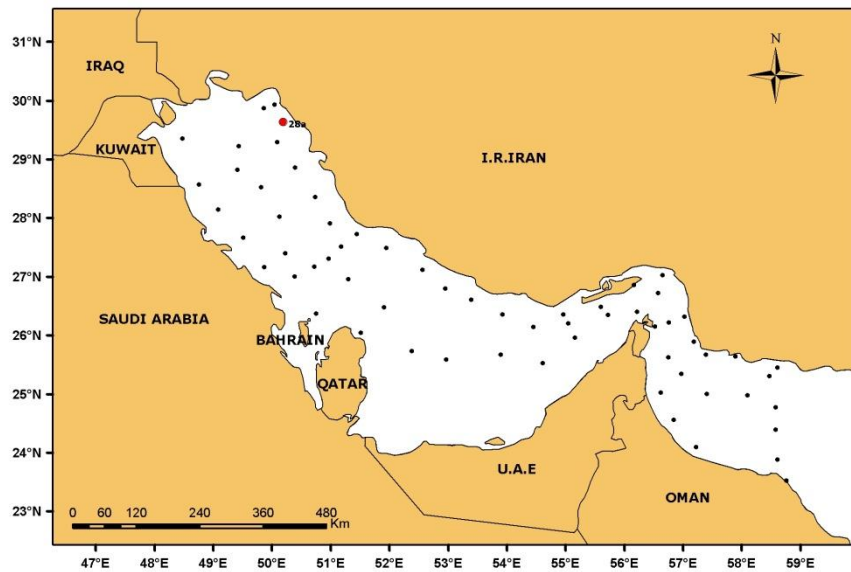 31°N
30°N
29°N
28°N
27°N
26°N
25°N
24°N
23°N
IRAQ
N
28a
KUWAIT
I.R.IRAN
SAUDI ARABIA
BAHRAIN
QATAR
U.A.E
OMAN
0 60 120 240 360 480
Km
47°E 48°E 49°E 50°E 51°E 52°E 53°E 54°E 55°E 56°E 57°E 58°E 59°E